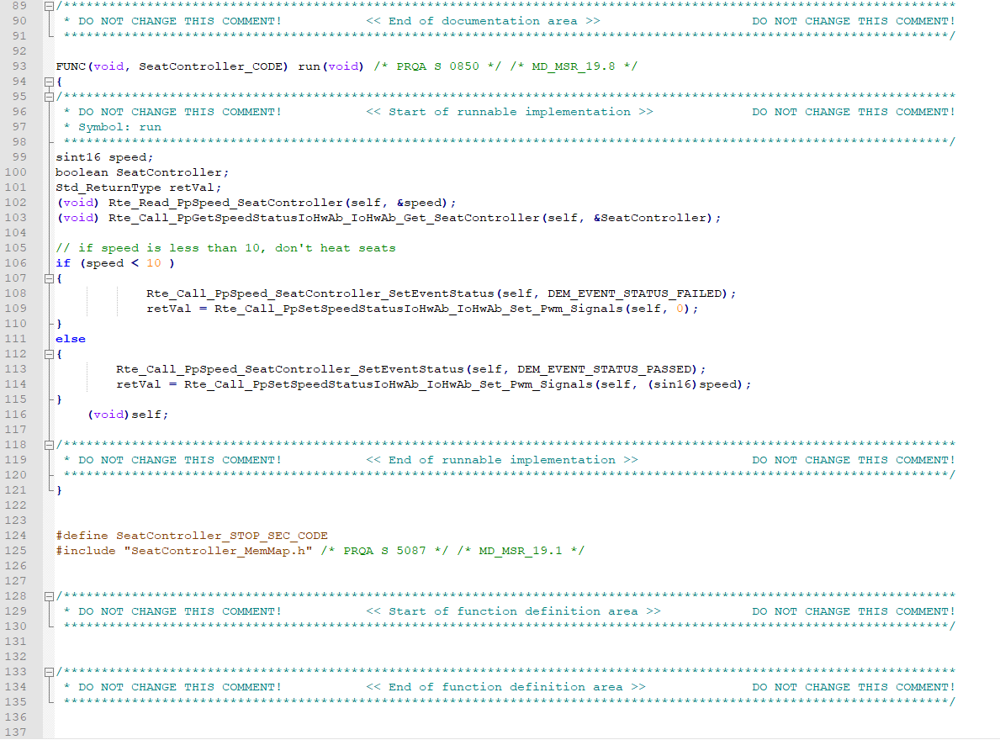 89 /***********************************************************************************************************************
90 * DO NOT CHANGE THIS COMMENT! << End of documentation area >> DO NOT CHANGE THIS COMMENT!
91 **********************************************************************************************************************/
92
93 FUNC(void, SeatController_CODE) run(void) /* PRQA S 0850 */ /* MD_MSR_19.8 */
94 {
95 /**********************************************************************************************************************
96 * DO NOT CHANGE THIS COMMENT! << Start of runnable implementation >> DO NOT CHANGE THIS COMMENT!
97 * Symbol: run
98 *********************************************************************************************************************/
99 sint16 speed;
100 boolean SeatController;
101 Std_ReturnType retVal;
102 (void) Rte_Read_PpSpeed_SeatController(self, &speed);
103 (void) Rte_Call_PpGetSpeedStatusIoHwAb_IoHwAb_Get_SeatController(self, &SeatController);
104
105 // if speed is less than 10, don't heat seats
106 if (speed < 10 )
107 {
108 Rte_Call_PpSpeed_SeatController_SetEventStatus(self, DEM_EVENT_STATUS_FAILED);
109 retVal = Rte_Call_PpSetSpeedStatusIoHwAb_IoHwAb_Set_Pwm_Signals(self, 0);
110 }
111 else
112 {
113 Rte_Call_PpSpeed_SeatController_SetEventStatus(self, DEM_EVENT_STATUS_PASSED);
114 retVal = Rte_Call_PpSetSpeedStatusIoHwAb_IoHwAb_Set_Pwm_Signals(self, (sin16)speed);
115 }
116 (void)self;
117
118 /**********************************************************************************************************************
119 * DO NOT CHANGE THIS COMMENT! << End of runnable implementation >> DO NOT CHANGE THIS COMMENT!
120 *********************************************************************************************************************/
121 }
122
123
124 #define SeatController_STOP_SEC_CODE
125 #include "SeatController_MemMap.h" /* PRQA S 5087 */ /* MD_MSR_19.1 */
126
127
128 /**********************************************************************************************************************
129 * DO NOT CHANGE THIS COMMENT! << Start of function definition area >> DO NOT CHANGE THIS COMMENT!
130 *********************************************************************************************************************/
131
132
133 /**********************************************************************************************************************
134 * DO NOT CHANGE THIS COMMENT! << End of function definition area >> DO NOT CHANGE THIS COMMENT!
135 *********************************************************************************************************************/
136
137